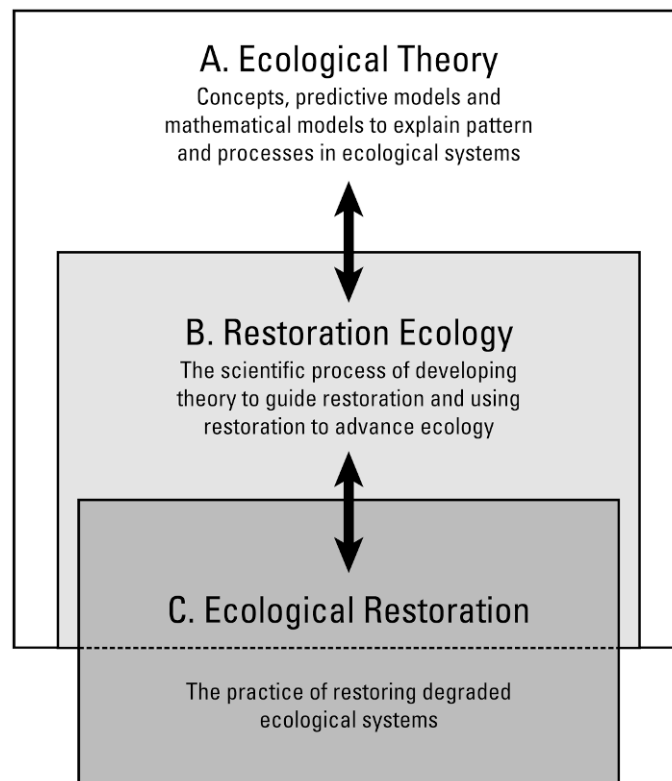 A. Ecological Theory
Concepts, predictive models and
mathematical models to explain pattern
and processes in ecological systems
B. Restoration Ecology
The scientific process of developing
theory to guide restoration and using
restoration to advance ecology
C. Ecological Restoration
The practice of restoring degraded
ecological systems